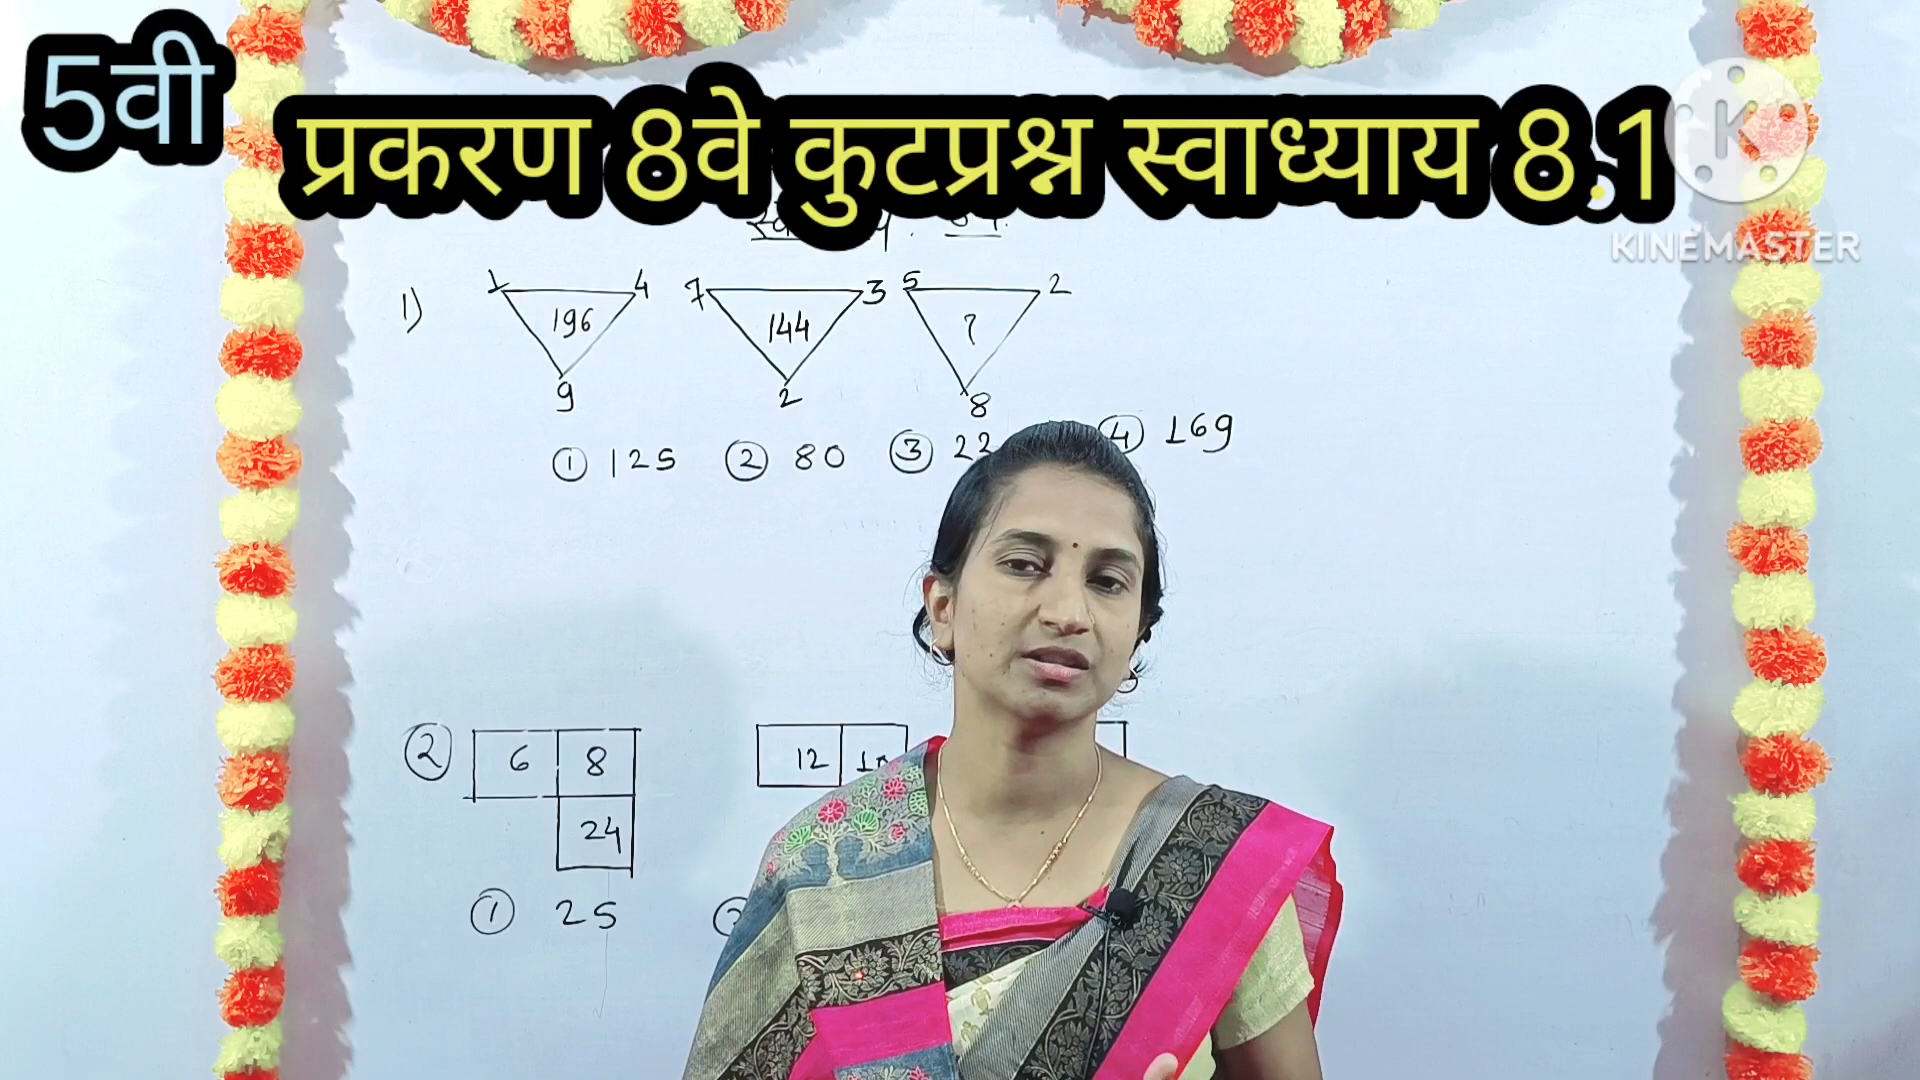 5वी
प्रकरण 8वे कुटप्रश्न स्वाध्याय 8.1
K
KINEMASTER
1) 1 4 7 3 5 2
196 144 ?
9 2 8
① 125 ② 80 ③ 22 ④ 169
② 6 8 12
24
① 25